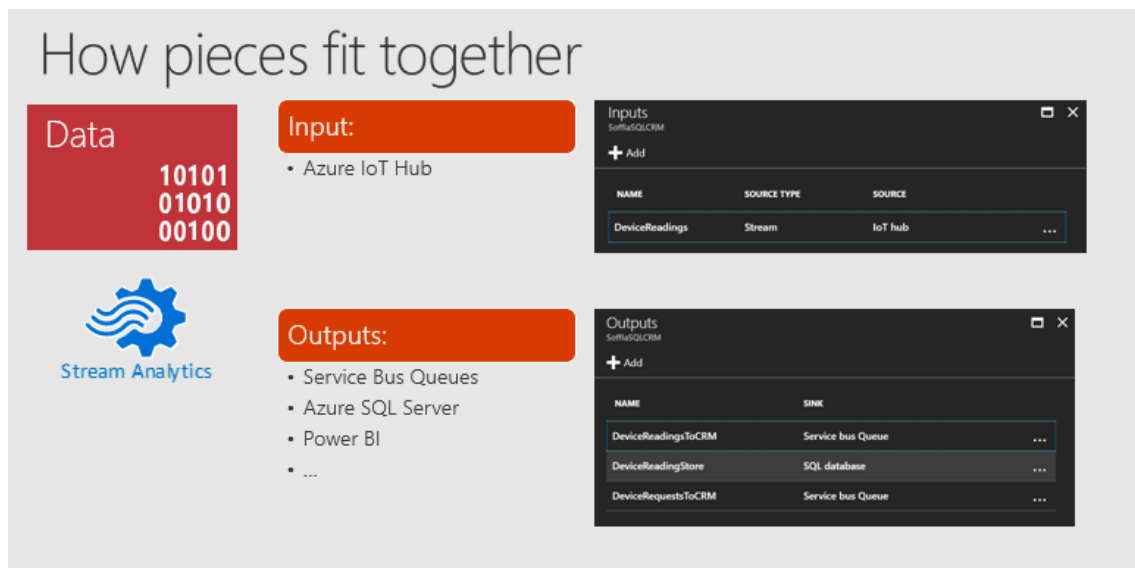 How pieces fit together
Data
10101
01010
00100
Stream Analytics
Input:
• Azure IoT Hub
Inputs
SoffiaSQLCRM
Add
NAME SOURCE TYPE SOURCE
DeviceReadings Stream IoT hub ...
Outputs:
• Service Bus Queues
• Azure SQL Server
• Power BI
• ...
Outputs
SoffiaSQLCRM
Add
NAME SINK
DeviceReadingsToCRM Service bus Queue ...
DeviceReadingStore SQL database ...
DeviceRequestsToCRM Service bus Queue ...